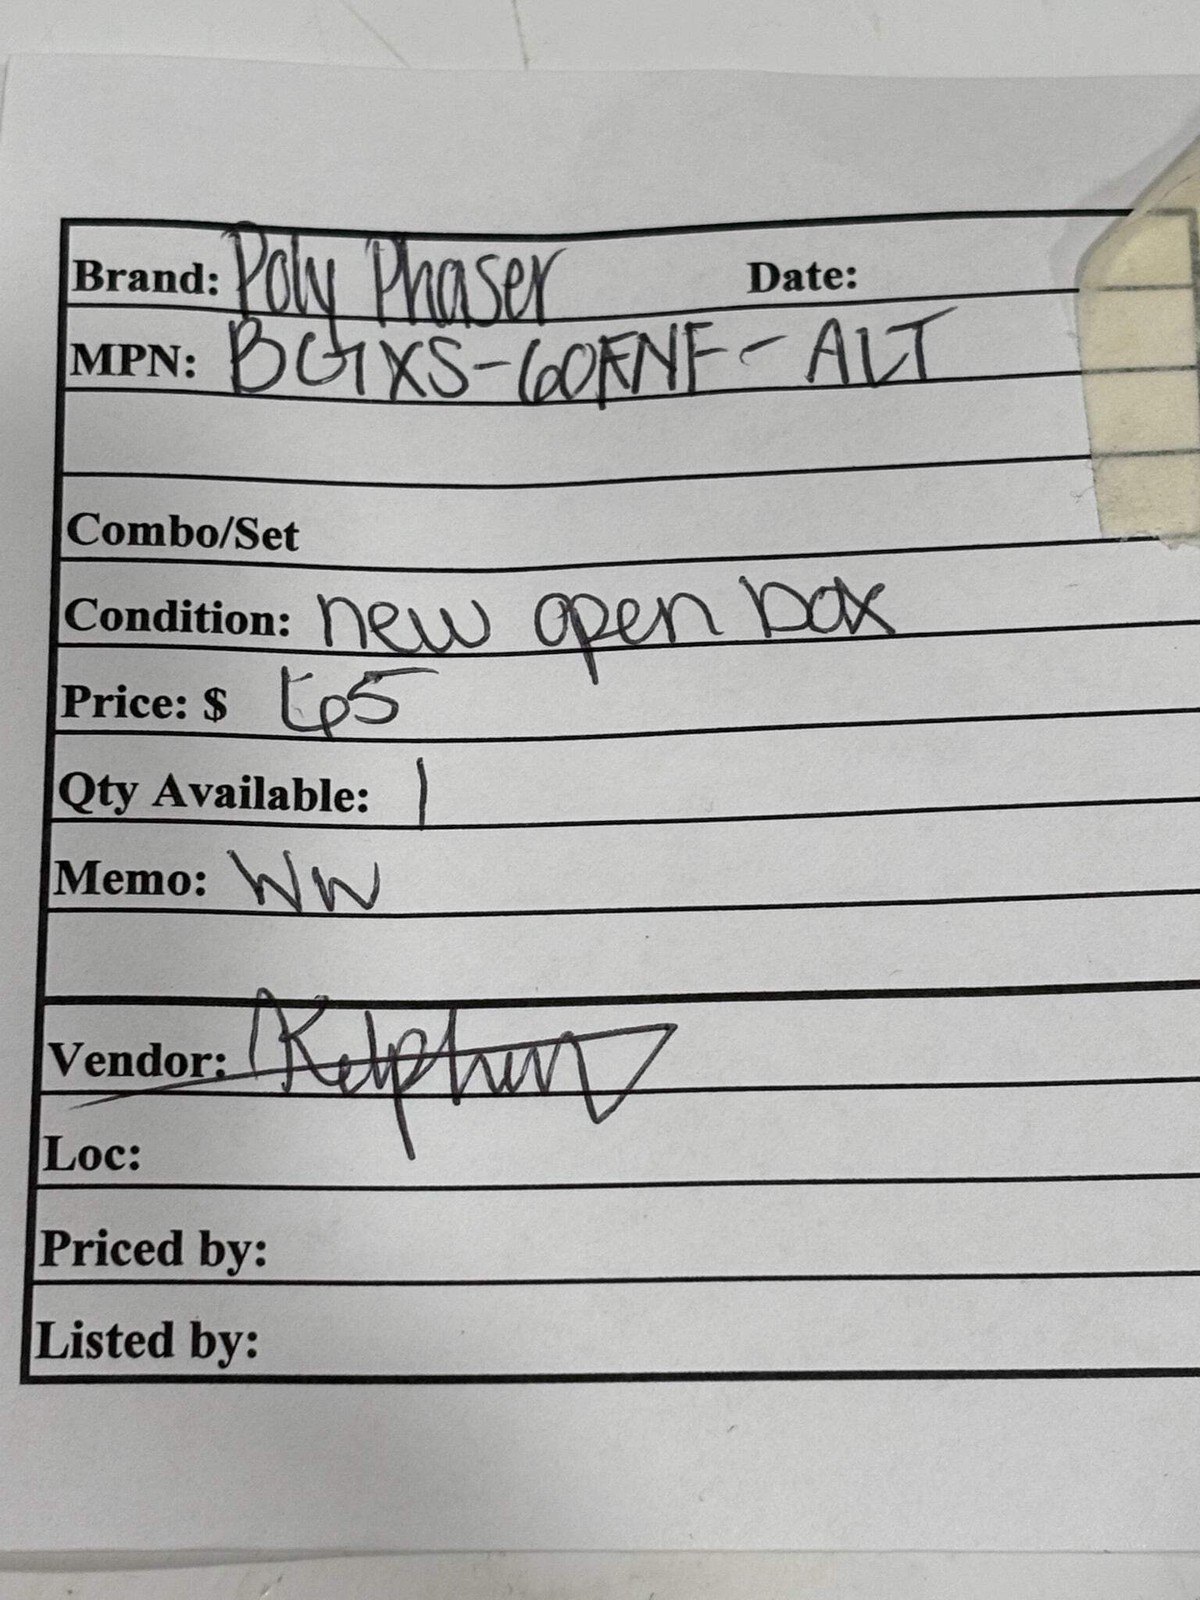 Brand: Poly Phaser Date:
MPN: BGXS-60FNF-ALT
Combo/Set
Condition: new open box
Price: $ 65
Qty Available: 1
Memo: WW
Vendor:
Loc:
Priced by:
Listed by: